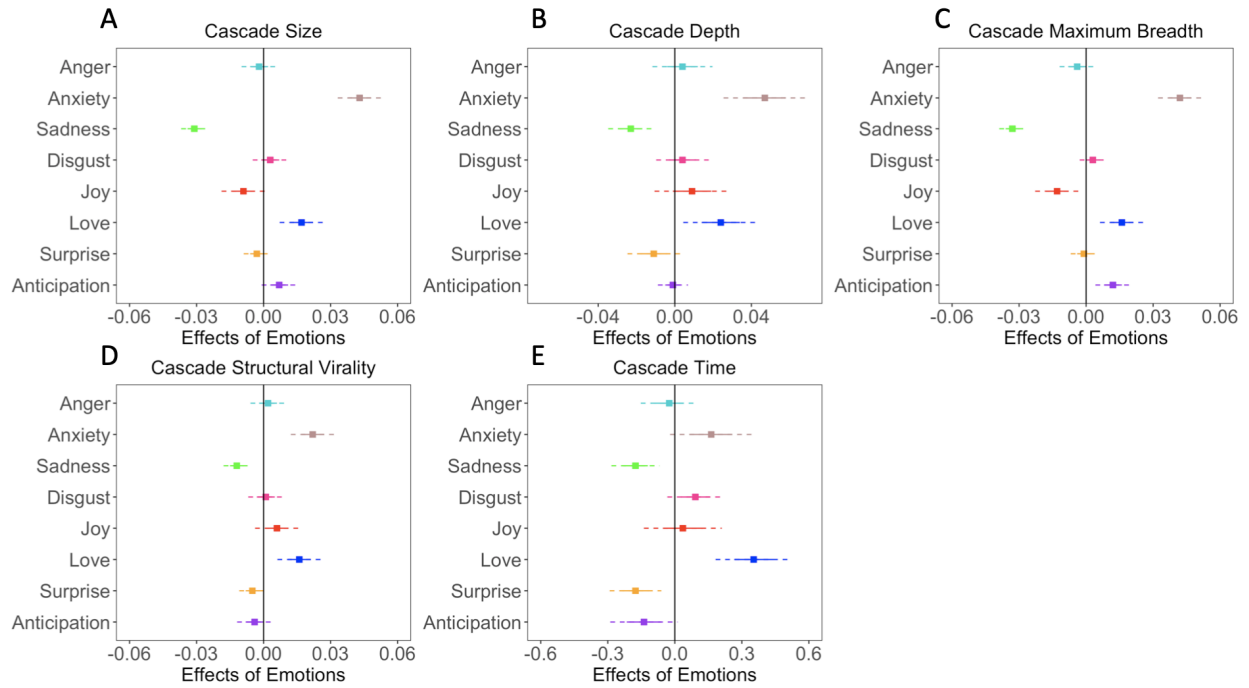 A
Cascade Size
Anger
Anxiety
Sadness
Disgust
Joy
Love
Surprise
Anticipation
-0.06 -0.03 0.00 0.03 0.06
Effects of Emotions
B
Cascade Depth
Anger
Anxiety
Sadness
Disgust
Joy
Love
Surprise
Anticipation
-0.04 0.00 0.04
Effects of Emotions
C
Cascade Maximum Breadth
Anger
Anxiety
Sadness
Disgust
Joy
Love
Surprise
Anticipation
-0.06 -0.03 0.00 0.03 0.06
Effects of Emotions
D
Cascade Structural Virality
Anger
Anxiety
Sadness
Disgust
Joy
Love
Surprise
Anticipation
-0.06 -0.03 0.00 0.03 0.06
Effects of Emotions
E
Cascade Time
Anger
Anxiety
Sadness
Disgust
Joy
Love
Surprise
Anticipation
-0.6 -0.3 0.0 0.3 0.6
Effects of Emotions